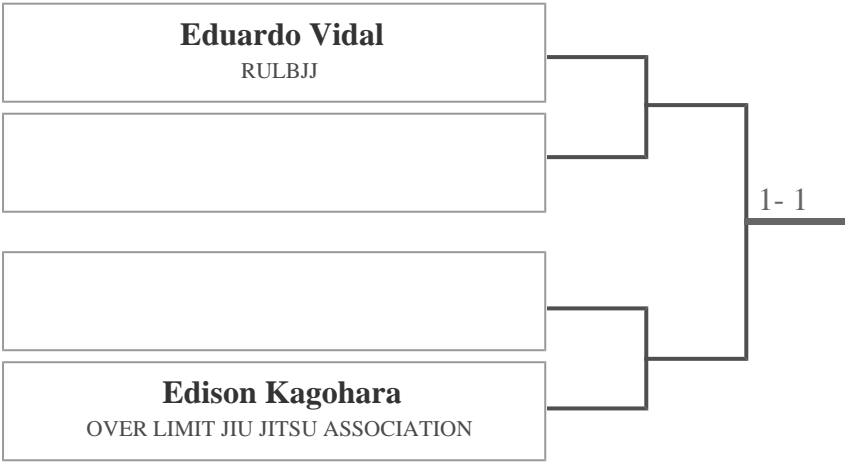 Eduardo Vidal
RULBJJ
1- 1
Edison Kagohara
OVER LIMIT JIU JITSU ASSOCIATION